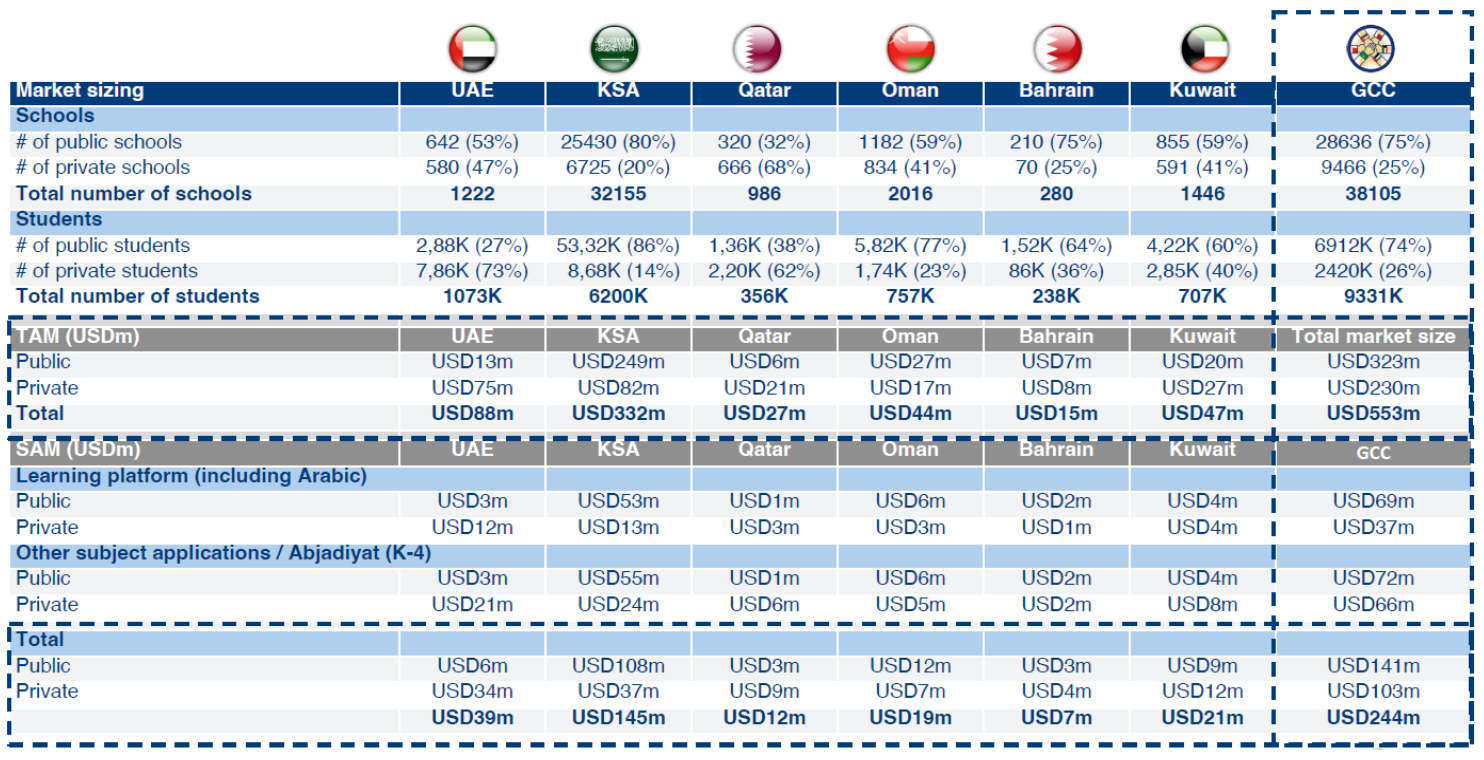 Market sizing UAE KSA Qatar Oman Bahrain Kuwait GCC
Schools
# of public schools 642 (53%) 25430 (80%) 320 (32%) 1182 (59%) 210 (75%) 855 (59%) 28636 (75%)
# of private schools 580 (47%) 6725 (20%) 666 (68%) 834 (41%) 70 (25%) 591 (41%) 9466 (25%)
Total number of schools 1222 32155 986 2016 280 1446 38105
Students
# of public students 2,88K (27%) 53,32K (86%) 1,36K (38%) 5,82K (77%) 1,52K (64%) 4,22K (60%) 6912K (74%)
# of private students 7,86K (73%) 8,68K (14%) 2,20K (62%) 1,74K (23%) 86K (36%) 2,85K (40%) 2420K (26%)
Total number of students 1073K 6200K 356K 757K 238K 707K 9331K
TAM (USDm) UAE KSA Qatar Oman Bahrain Kuwait Total market size
Public USD13m USD249m USD6m USD27m USD7m USD20m USD323m
Private USD75m USD82m USD21m USD17m USD8m USD27m USD230m
Total USD88m USD332m USD27m USD44m USD15m USD47m USD553m
SAM (USDm) UAE KSA Qatar Oman Bahrain Kuwait GCC
Learning platform (including Arabic)
Public USD3m USD53m USD1m USD6m USD2m USD4m USD69m
Private USD12m USD13m USD3m USD3m USD1m USD4m USD37m
Other subject applications / Abjadiyat (K-4)
Public USD3m USD55m USD1m USD6m USD2m USD4m USD72m
Private USD21m USD24m USD6m USD5m USD2m USD8m USD66m
Total
Public USD6m USD108m USD3m USD12m USD3m USD9m USD141m
Private USD34m USD37m USD9m USD7m USD4m USD12m USD103m
USD39m USD145m USD12m USD19m USD7m USD21m USD244m